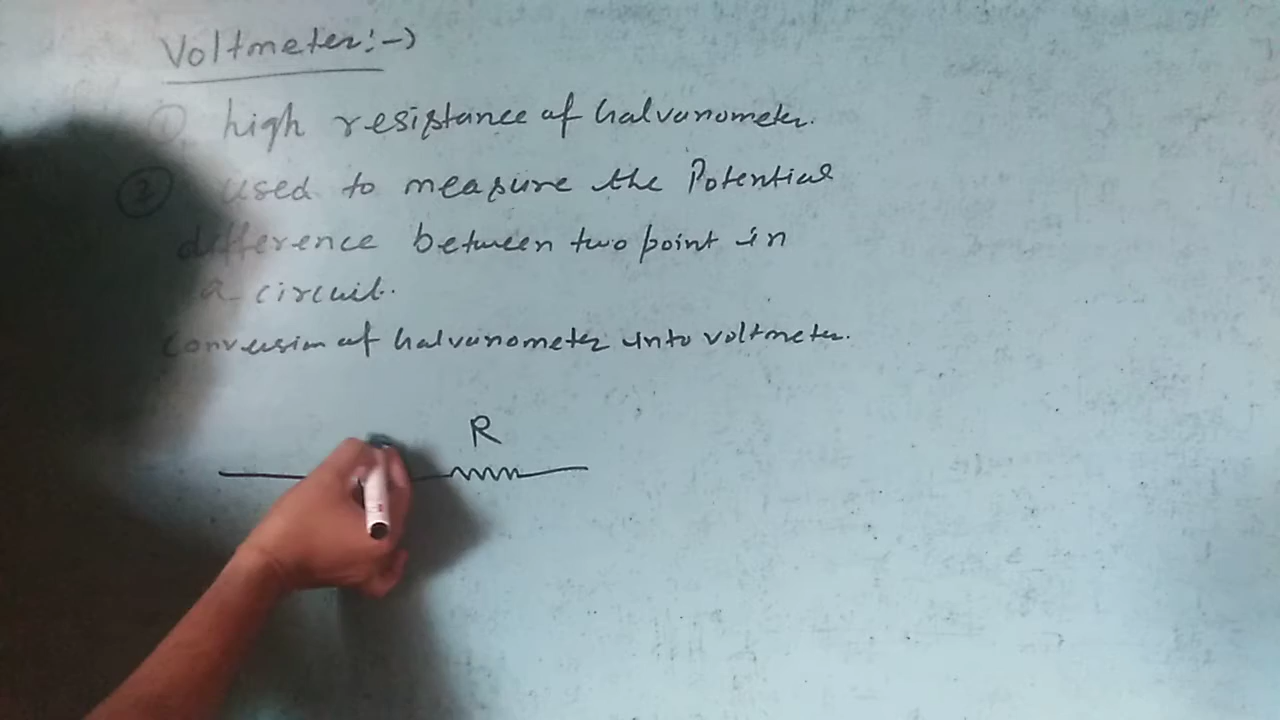 Voltmeter:→
① high resistance of Galvanometer.
② used to measure the Potential
difference between two point in
a circuit.
Conversion of Galvanometer into voltmeter.
R